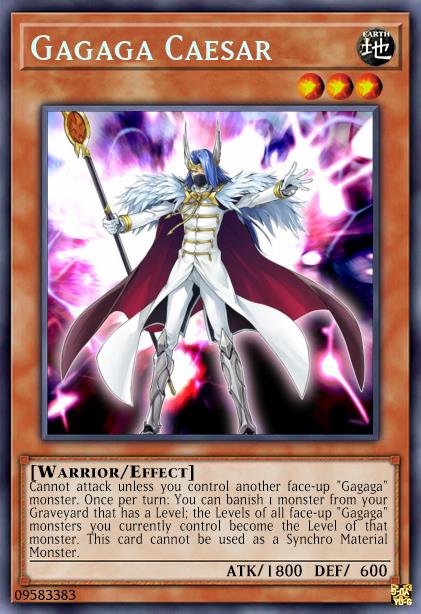 Gagaga Caesar
EARTH
地
[Warrior/Effect]
Cannot attack unless you control another face-up "Gagaga"
monster. Once per turn: You can banish 1 monster from your
Graveyard that has a Level; the Levels of all face-up "Gagaga"
monsters you currently control become the Level of that
monster. This card cannot be used as a Synchro Material
Monster.
ATK/1800 DEF/ 600
09583383